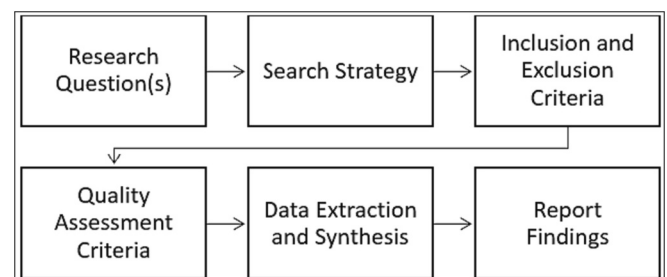 Research
Question(s)
Search Strategy
Inclusion and
Exclusion
Criteria
Quality
Assessment
Criteria
Data Extraction
and Synthesis
Report
Findings